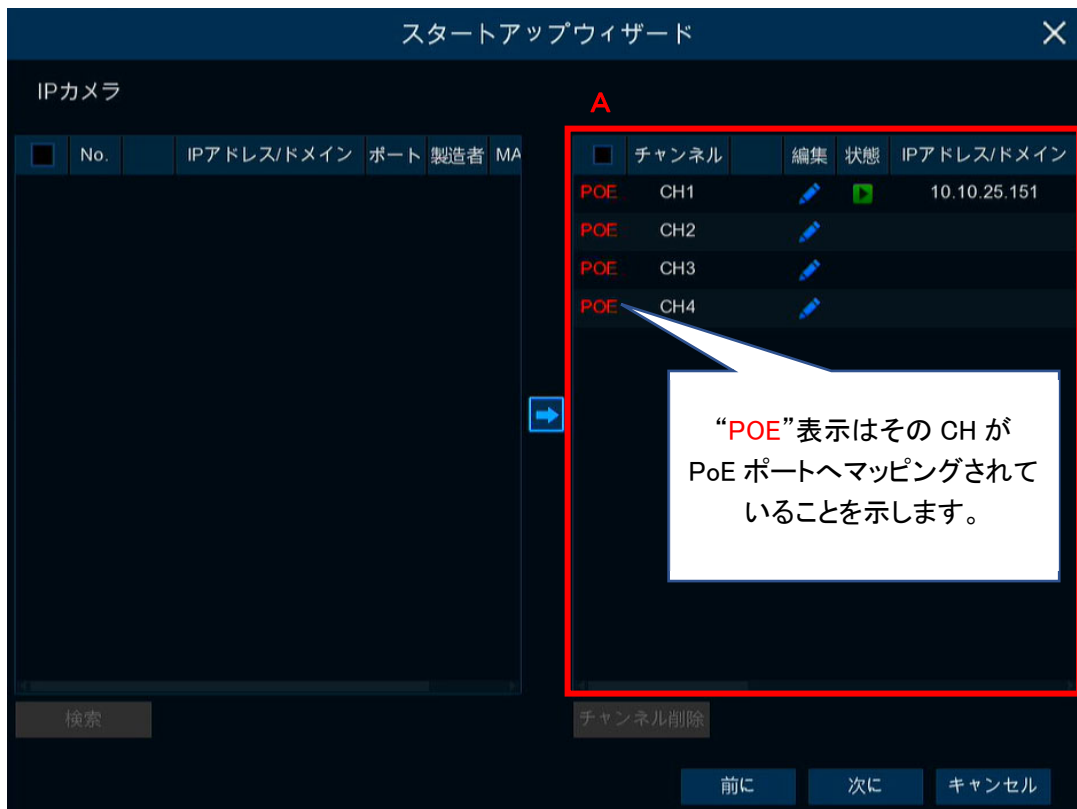 スタートアップウィザード
IPカメラ
A
No. IPアドレス/ドメイン ポート 製造者 MA
チャンネル 編集 状態 IPアドレス/ドメイン
POE CH1 10.10.25.151
POE CH2
POE CH3
POE CH4
“POE”表示はその CH が
PoE ポートへマッピングされて
いることを示します。
検索
チャンネル削除
前に 次に キャンセル